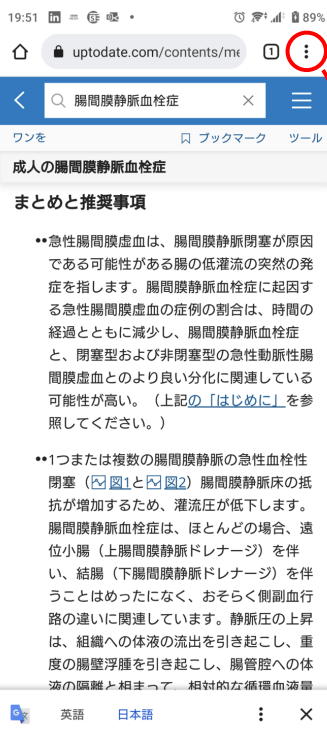 19:51 89%
uptodate.com/contents/me 1
腸間膜静脈血栓症
ワンを ブックマーク ツール
成人の腸間膜静脈血栓症
まとめと推奨事項
••急性腸間膜虚血は、腸間膜静脈閉塞が原因
である可能性がある腸の低灌流の突然の発
症を指します。腸間膜静脈血栓症に起因す
る急性腸間膜虚血の症例の割合は、時間の
経過とともに減少し、腸間膜静脈血栓症
と、閉塞型および非閉塞型の急性動脈性腸
間膜虚血とのより良い分化に関連している
可能性が高い。（上記の「はじめに」を参
照してください。）
••1つまたは複数の腸間膜静脈の急性血栓性
閉塞（図1と図2）腸間膜静脈床の抵
抗が増加するため、灌流圧が低下します。
腸間膜静脈血栓症は、ほとんどの場合、遠
位小腸（上腸間膜静脈ドレナージ）を伴
い、結腸（下腸間膜静脈ドレナージ）を伴
うことはめったになく、おそらく側副血行
路の違いに関連しています。静脈圧の上昇
は、組織への体液の流出を引き起こし、重
度の腸壁浮腫を引き起こし、腸管腔への体
液の隔離と相まって、相対的な循環血液量
英語 日本語